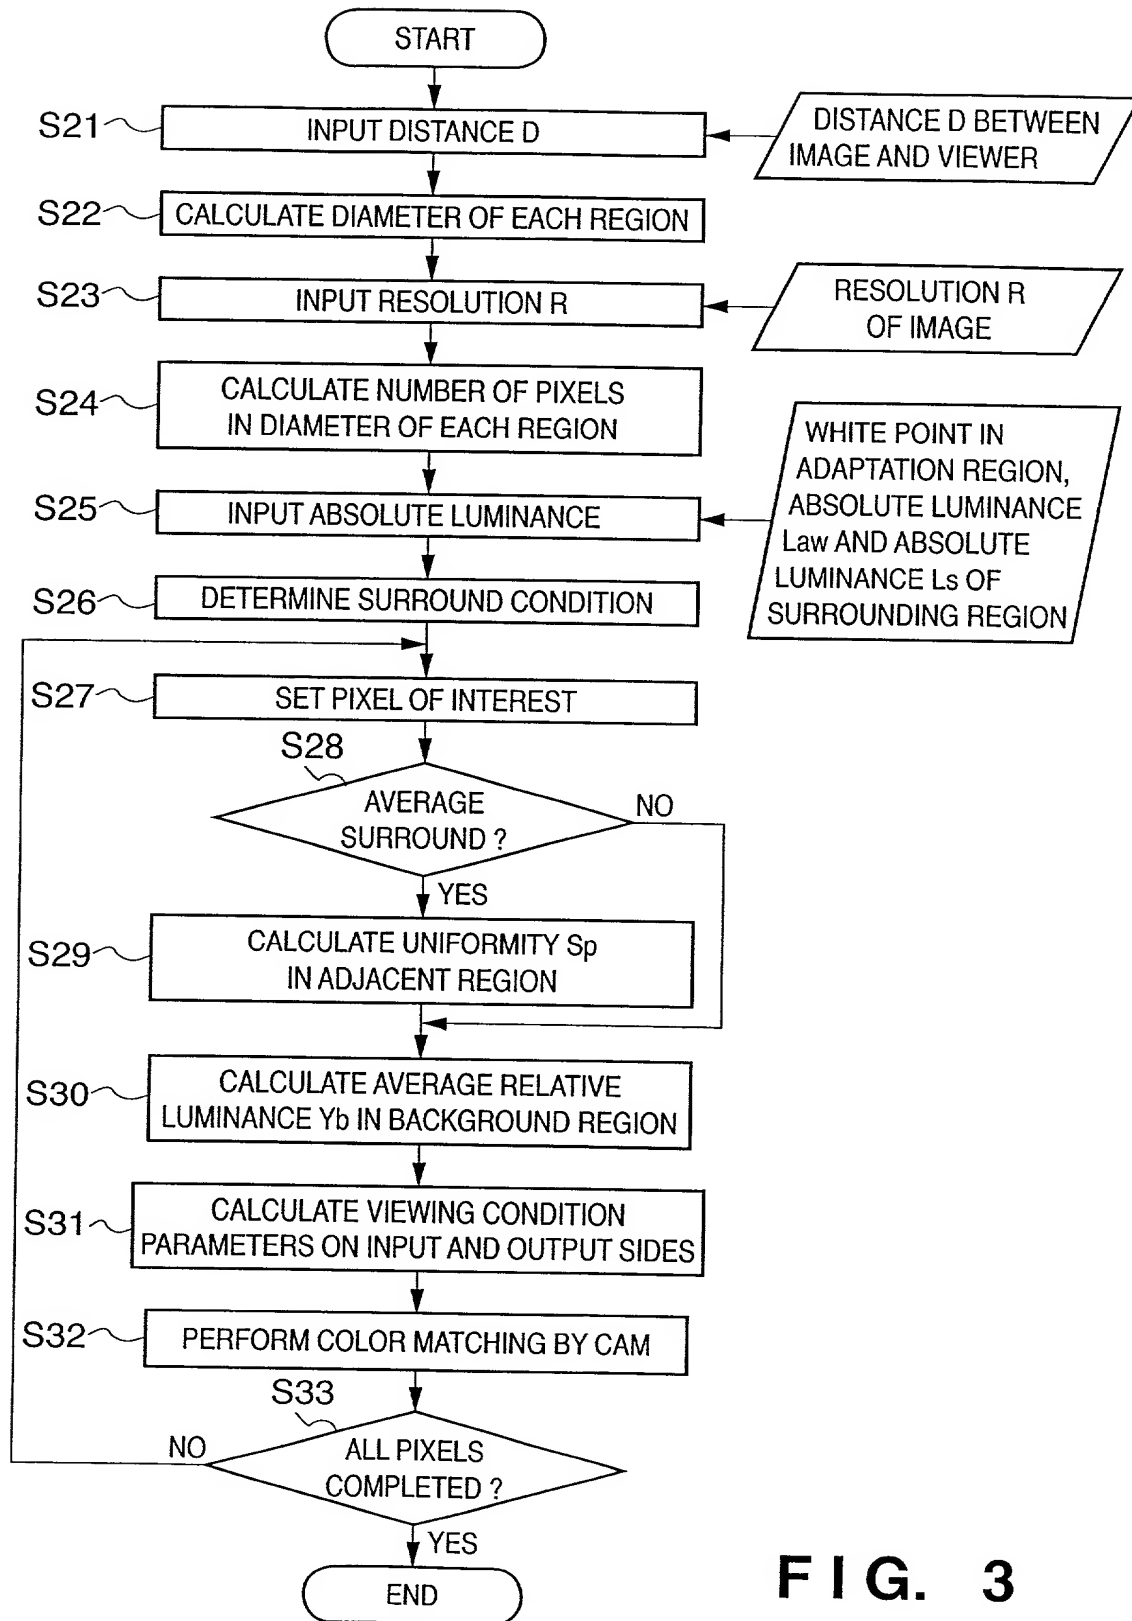 START
S21
INPUT DISTANCE D
DISTANCE D BETWEEN
IMAGE AND VIEWER
S22
CALCULATE DIAMETER OF EACH REGION
S23
INPUT RESOLUTION R
RESOLUTION R
OF IMAGE
S24
CALCULATE NUMBER OF PIXELS
IN DIAMETER OF EACH REGION
S25
INPUT ABSOLUTE LUMINANCE
WHITE POINT IN
ADAPTATION REGION,
ABSOLUTE LUMINANCE
Law AND ABSOLUTE
LUMINANCE Ls OF
SURROUNDING REGION
S26
DETERMINE SURROUND CONDITION
S27
SET PIXEL OF INTEREST
S28
AVERAGE
SURROUND ?
NO
YES
S29
CALCULATE UNIFORMITY Sp
IN ADJACENT REGION
S30
CALCULATE AVERAGE RELATIVE
LUMINANCE Yb IN BACKGROUND REGION
S31
CALCULATE VIEWING CONDITION
PARAMETERS ON INPUT AND OUTPUT SIDES
S32
PERFORM COLOR MATCHING BY CAM
S33
NO
ALL PIXELS
COMPLETED ?
YES
END
FIG. 3